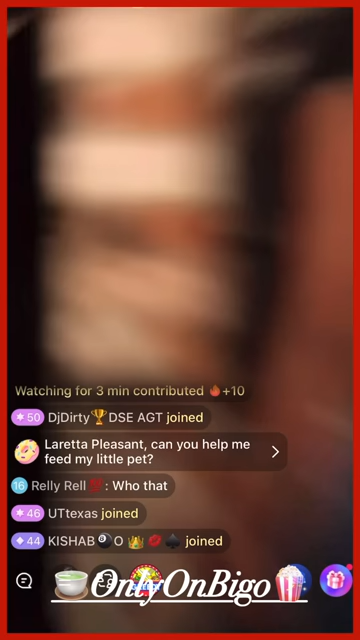 Watching for 3 min contributed 🔥+10
50 DjDirty🏆DSE AGT joined
Laretta Pleasant, can you help me
feed my little pet?
16 Relly Rell💯: Who that
46 UTtexas joined
44 KISHAB🎱O 👑💋♠️ joined
🍵OnlyOnBigo🍿